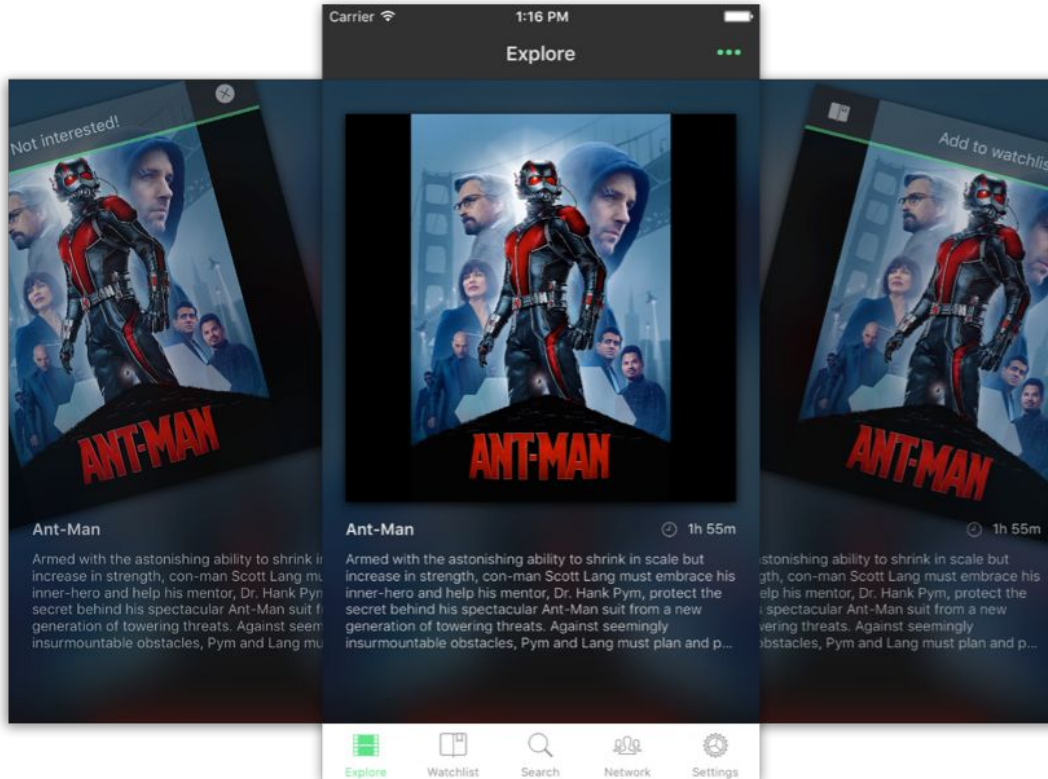 Carrier
1:16 PM
Explore
Not interested!
ANT-MAN
Ant-Man
Armed with the astonishing ability to shrink i
increase in strength, con-man Scott Lang mu
inner-hero and help his mentor, Dr. Hank Pyn
secret behind his spectacular Ant-Man suit f
generation of towering threats. Against seem
insurmountable obstacles, Pym and Lang mu
ANT-MAN
Ant-Man
1h 55m
Armed with the astonishing ability to shrink in scale but
increase in strength, con-man Scott Lang must embrace his
inner-hero and help his mentor, Dr. Hank Pym, protect the
secret behind his spectacular Ant-Man suit from a new
generation of towering threats. Against seemingly
insurmountable obstacles, Pym and Lang must plan and p...
Add to watchlis
ANT-MAN
1h 55m
stonishing ability to shrink in scale but
gth, con-man Scott Lang must embrace his
elp his mentor, Dr. Hank Pym, protect the
spectacular Ant-Man suit from a new
vering threats. Against seemingly
obstacles, Pym and Lang must plan and p...
Explore
Watchlist
Search
Network
Settings